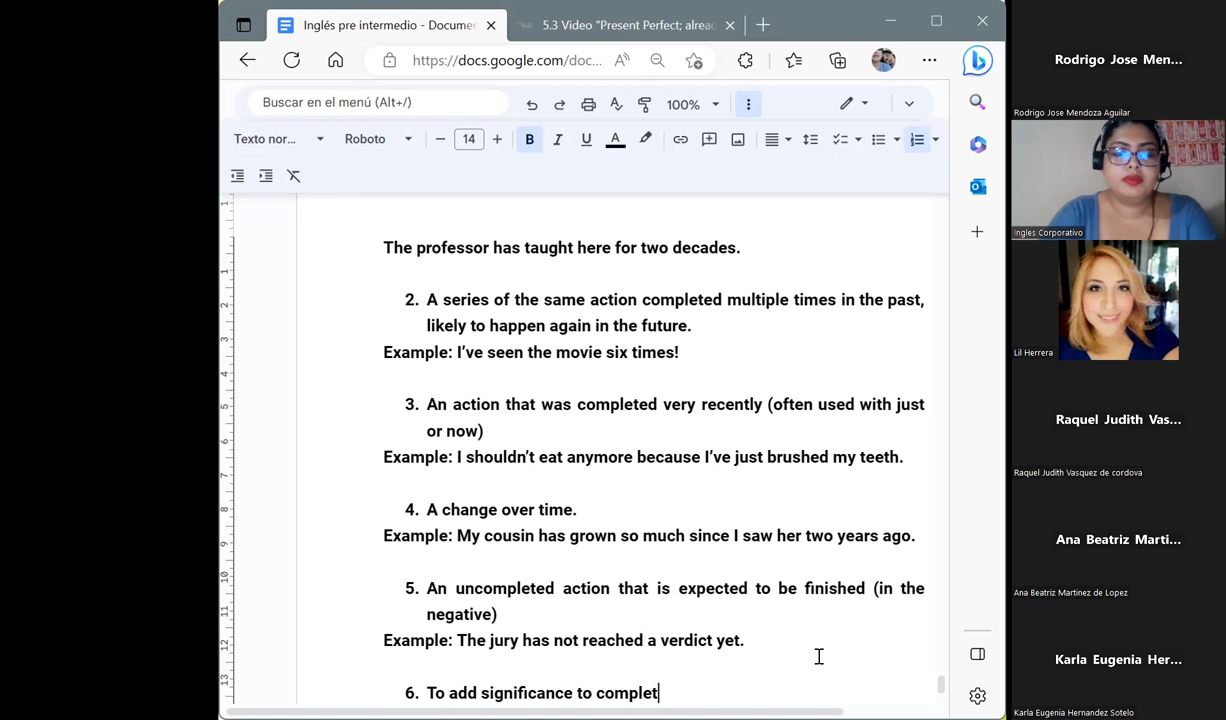 Inglés pre intermedio - Documen
5.3 Video "Present Perfect; alrea
https://docs.google.com/doc...
Buscar en el menú (Alt+/)
100%
Texto nor...
Roboto
14
B
I
U
A
The professor has taught here for two decades.
2. A series of the same action completed multiple times in the past,
likely to happen again in the future.
Example: I've seen the movie six times!
3. An action that was completed very recently (often used with just
or now)
Example: I shouldn't eat anymore because I've just brushed my teeth.
4. A change over time.
Example: My cousin has grown so much since I saw her two years ago.
5. An uncompleted action that is expected to be finished (in the
negative)
Example: The jury has not reached a verdict yet.
6. To add significance to complet
Rodrigo Jose Men...
Rodrigo Jose Mendoza Aguilar
Ingles Corporativo
Lil Herrera
Raquel Judith Vas...
Raquel Judith Vasquez de cordova
Ana Beatriz Marti...
Ana Beatriz Martinez de Lopez
Karla Eugenia Her...
Karla Eugenia Hernandez Sotelo